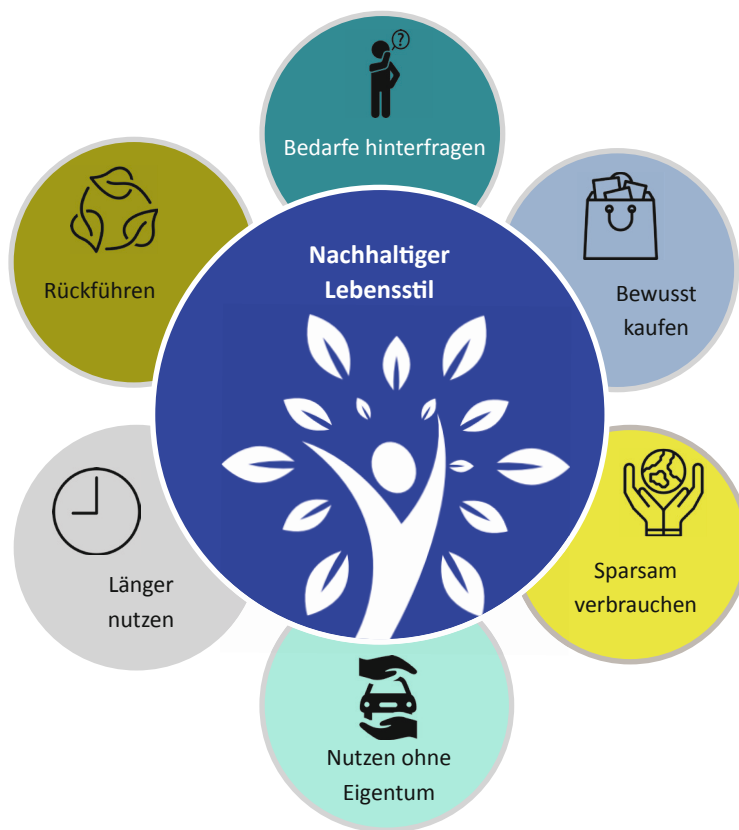 ?
Bedarfe hinterfragen
Nachhaltiger
Lebensstil
Bewusst
kaufen
Sparsam
verbrauchen
Nutzen ohne
Eigentum
Länger
nutzen
Rückführen